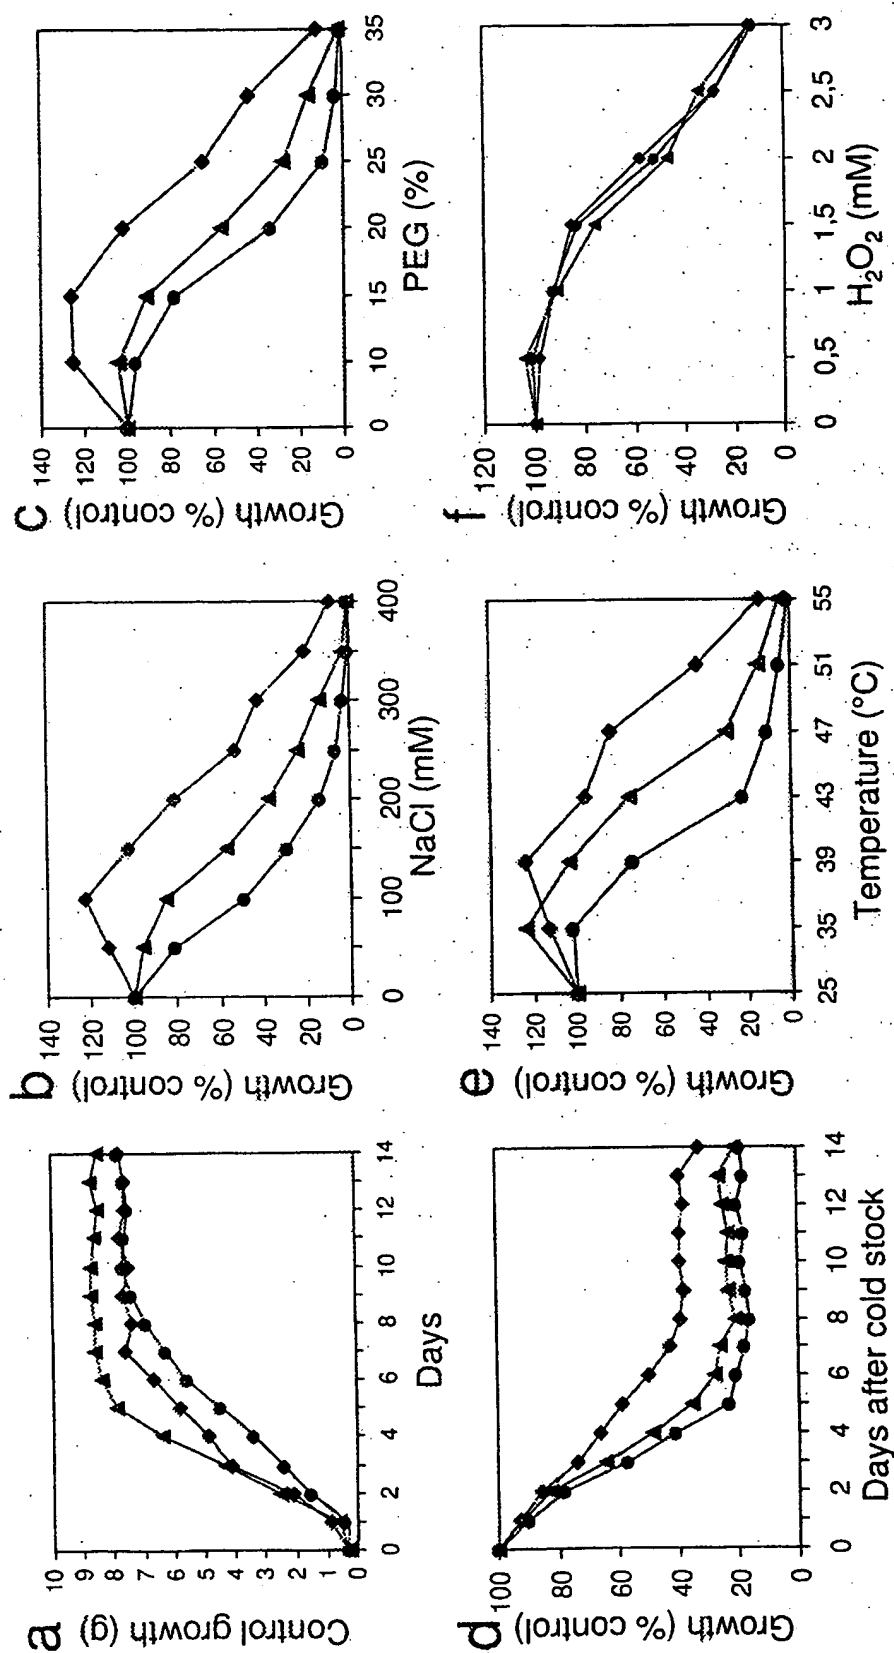 a
Control growth (g)
10
9
8
7
6
5
4
3
2
1
0
0 2 4 6 8 10 12 14
Days
b
Growth (% control)
140
120
100
80
60
40
20
0
0 100 200 300 400
NaCl (mM)
c
Growth (% control)
140
120
100
80
60
40
20
0
0 10 15 20 25 30 35
PEG (%)
d
Growth (% control)
100
80
60
40
20
0
0 2 4 6 8 10 12 14
Days after cold stock
e
Growth (% control)
140
120
100
80
60
40
20
0
25 35 39 43 47 51 55
Temperature (°C)
f
Growth (% control)
120
100
80
60
40
20
0
0 0,5 1 1,5 2 2,5 3
H₂O₂ (mM)